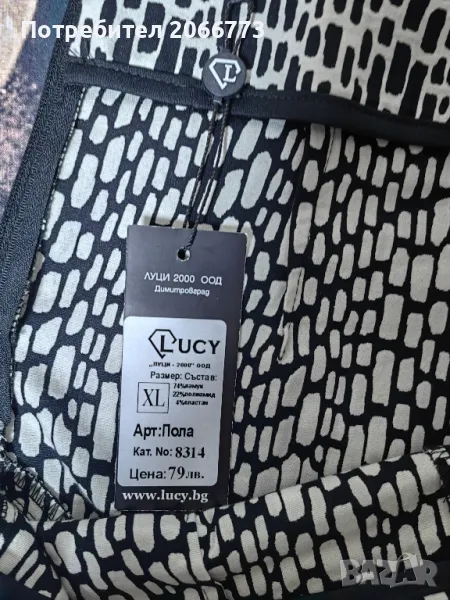 Потребител 2066773
L
ЛУЦИ 2000 ООД
Димитровград
LUCY
„ЛУЦИ - 2000" ООД
Размер: Състав:
XL
74%памук
22%полиамид
4%еластан
Арт:Пола
Кат. No: 8314
Цена: 79лв.
www.lucy.bg
bazar